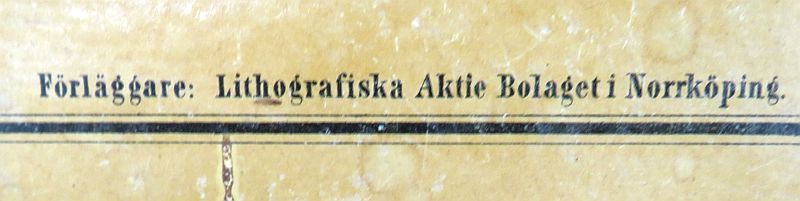 Förläggare: Lithografiska Aktie Bolaget i Norrköping.